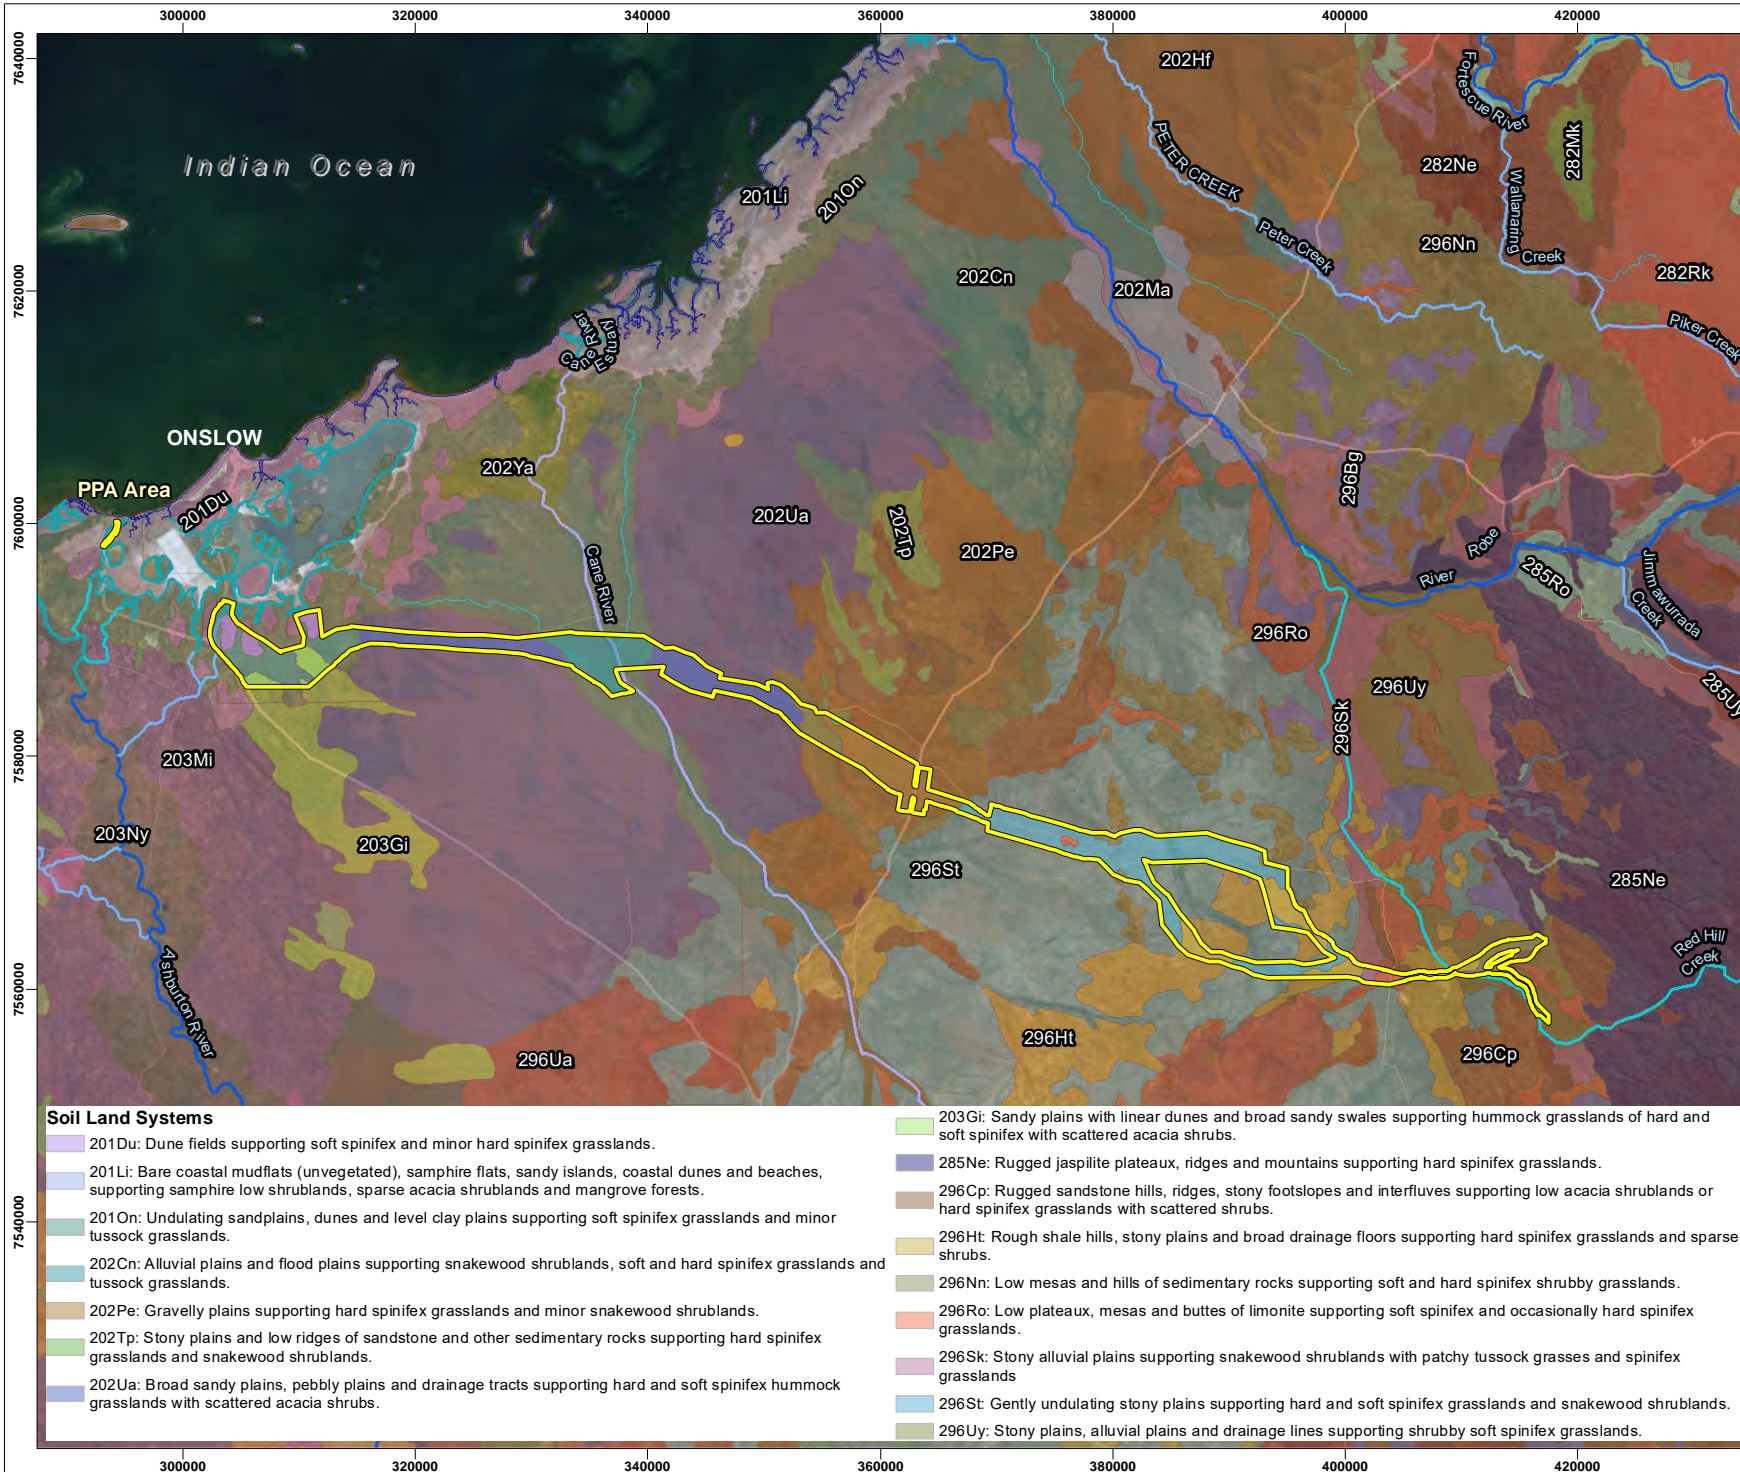 300000 320000 340000 360000 380000 400000 420000
7640000
7620000
7600000
7580000
7560000
7540000
Indian Ocean
202Hf
Fortescue River
282Mk
282Ne
PETER CREEK
Wallanaring
Creek
201Li
201On
Peter Creek
296Nn
282Rk
202Cn
202Ma
Piker Creek
Cane River
Estuary
ONSLOW
PPA Area
201Du
202Ya
202Ua
202Tp
202Pe
296Bg
Robe
River
285Ro
Jimmawurrada
Creek
Cane River
296Ro
296Uy
285Uy
296Sk
203Mi
203Ny
203Gi
296St
285Ne
Red Hill
Creek
Ashburton River
296Ua
296Ht
296Cp
Soil Land Systems
201Du: Dune fields supporting soft spinifex and minor hard spinifex grasslands.
201Li: Bare coastal mudflats (unvegetated), samphire flats, sandy islands, coastal dunes and beaches,
supporting samphire low shrublands, sparse acacia shrublands and mangrove forests.
201On: Undulating sandplains, dunes and level clay plains supporting soft spinifex grasslands and minor
tussock grasslands.
202Cn: Alluvial plains and flood plains supporting snakewood shrublands, soft and hard spinifex grasslands and
tussock grasslands.
202Pe: Gravelly plains supporting hard spinifex grasslands and minor snakewood shrublands.
202Tp: Stony plains and low ridges of sandstone and other sedimentary rocks supporting hard spinifex
grasslands and snakewood shrublands.
202Ua: Broad sandy plains, pebbly plains and drainage tracts supporting hard and soft spinifex hummock
grasslands with scattered acacia shrubs.
203Gi: Sandy plains with linear dunes and broad sandy swales supporting hummock grasslands of hard and
soft spinifex with scattered acacia shrubs.
285Ne: Rugged jaspilite plateaux, ridges and mountains supporting hard spinifex grasslands.
296Cp: Rugged sandstone hills, ridges, stony footslopes and interfluves supporting low acacia shrublands or
hard spinifex grasslands with scattered shrubs.
296Ht: Rough shale hills, stony plains and broad drainage floors supporting hard spinifex grasslands and sparse
shrubs.
296Nn: Low mesas and hills of sedimentary rocks supporting soft and hard spinifex shrubby grasslands.
296Ro: Low plateaux, mesas and buttes of limonite supporting soft spinifex and occasionally hard spinifex
grasslands.
296Sk: Stony alluvial plains supporting snakewood shrublands with patchy tussock grasses and spinifex
grasslands
296St: Gently undulating stony plains supporting hard and soft spinifex grasslands and snakewood shrublands.
296Uy: Stony plains, alluvial plains and drainage lines supporting shrubby soft spinifex grasslands.
300000 320000 340000 360000 380000 400000 420000